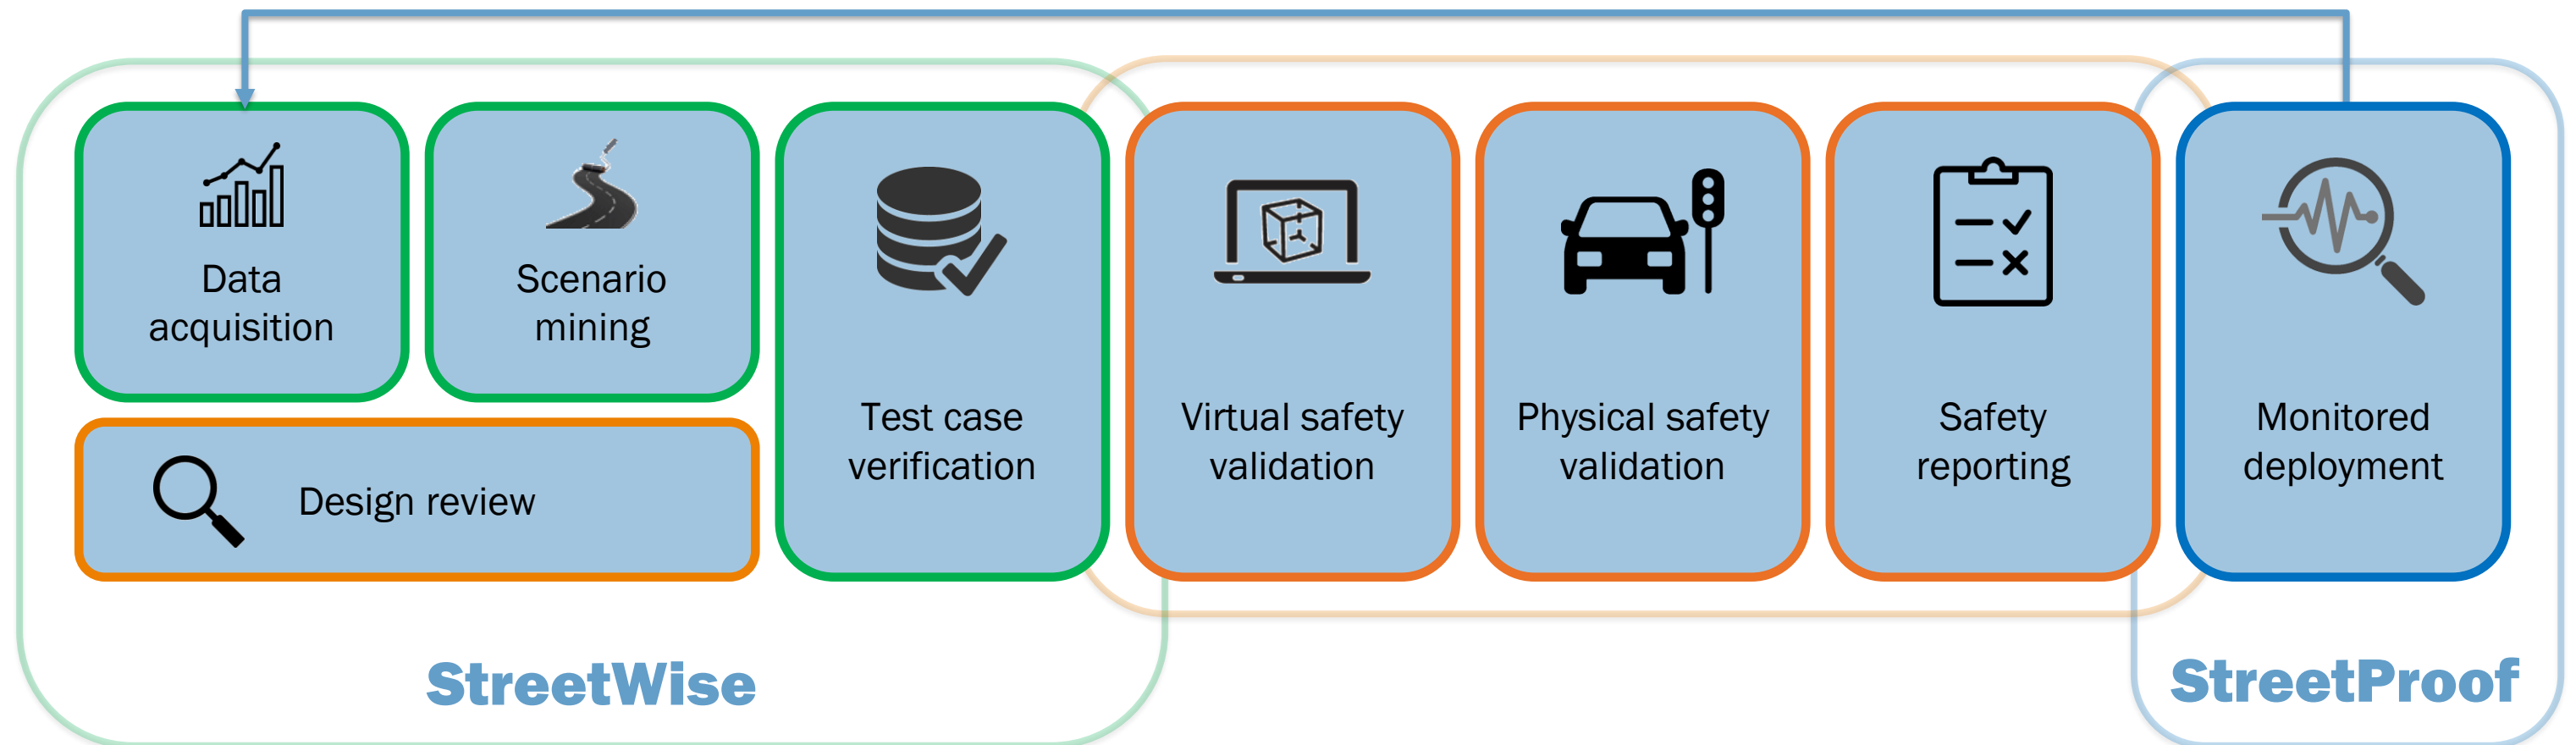 Data
acquisition
Scenario
mining
Design review
Test case
verification
Virtual safety
validation
Physical safety
validation
Safety
reporting
Monitored
deployment
StreetWise
StreetProof